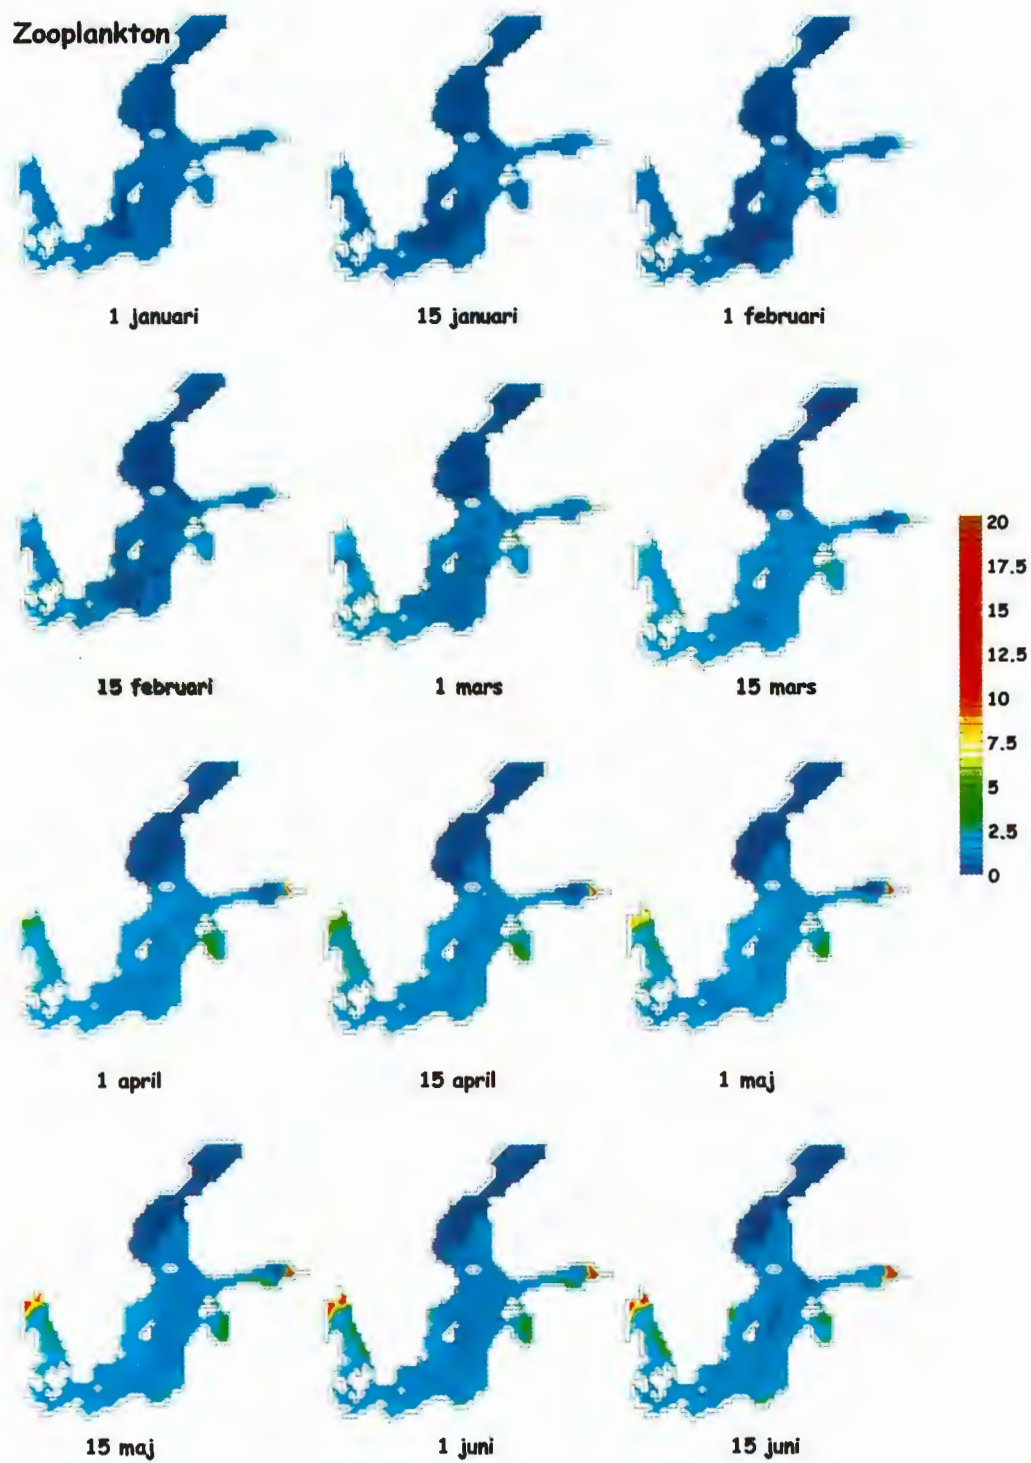 Zooplankton
1 januari
15 januari
1 februari
15 februari
1 mars
15 mars
20
17.5
15
12.5
10
7.5
5
2.5
0
1 april
15 april
1 maj
15 maj
1 juni
15 juni